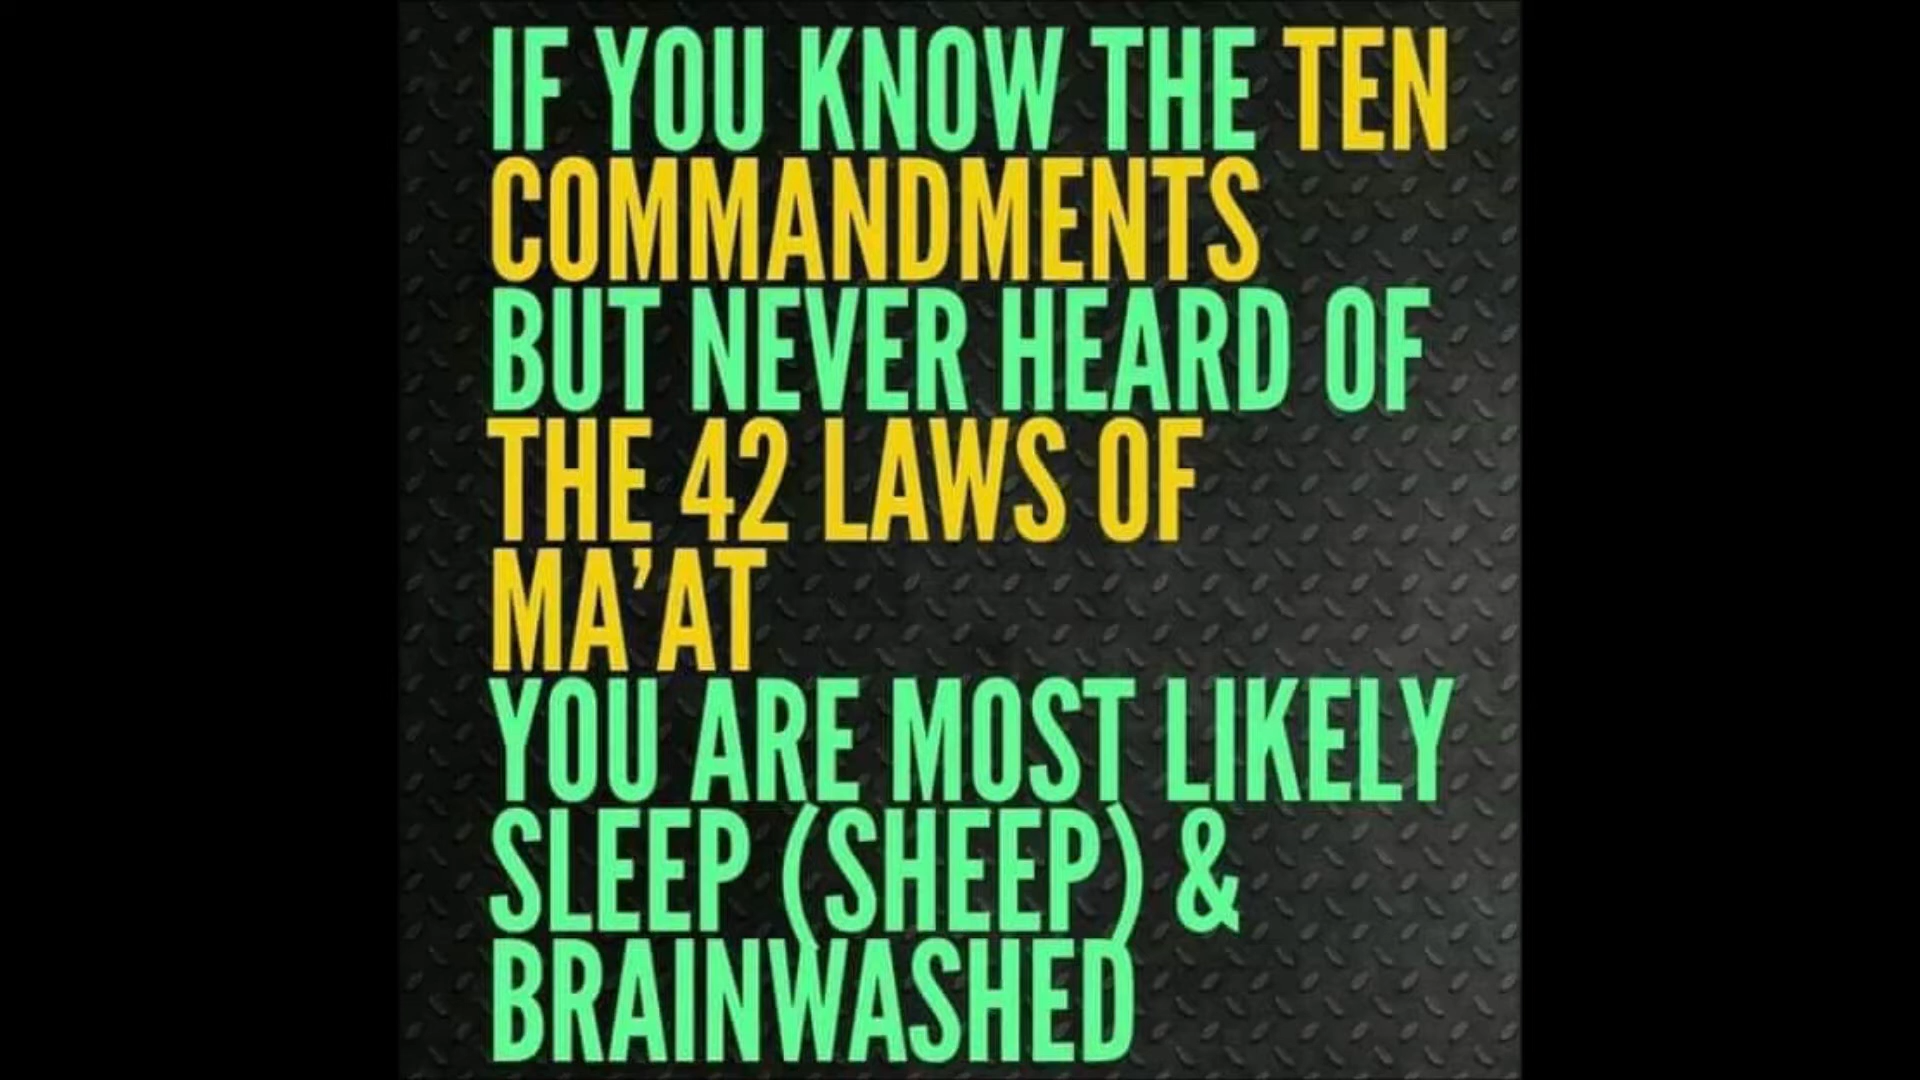 IF YOU KNOW THE TEN
COMMANDMENTS
BUT NEVER HEARD OF
THE 42 LAWS OF
MA’AT
YOU ARE MOST LIKELY
SLEEP (SHEEP) &
BRAINWASHED